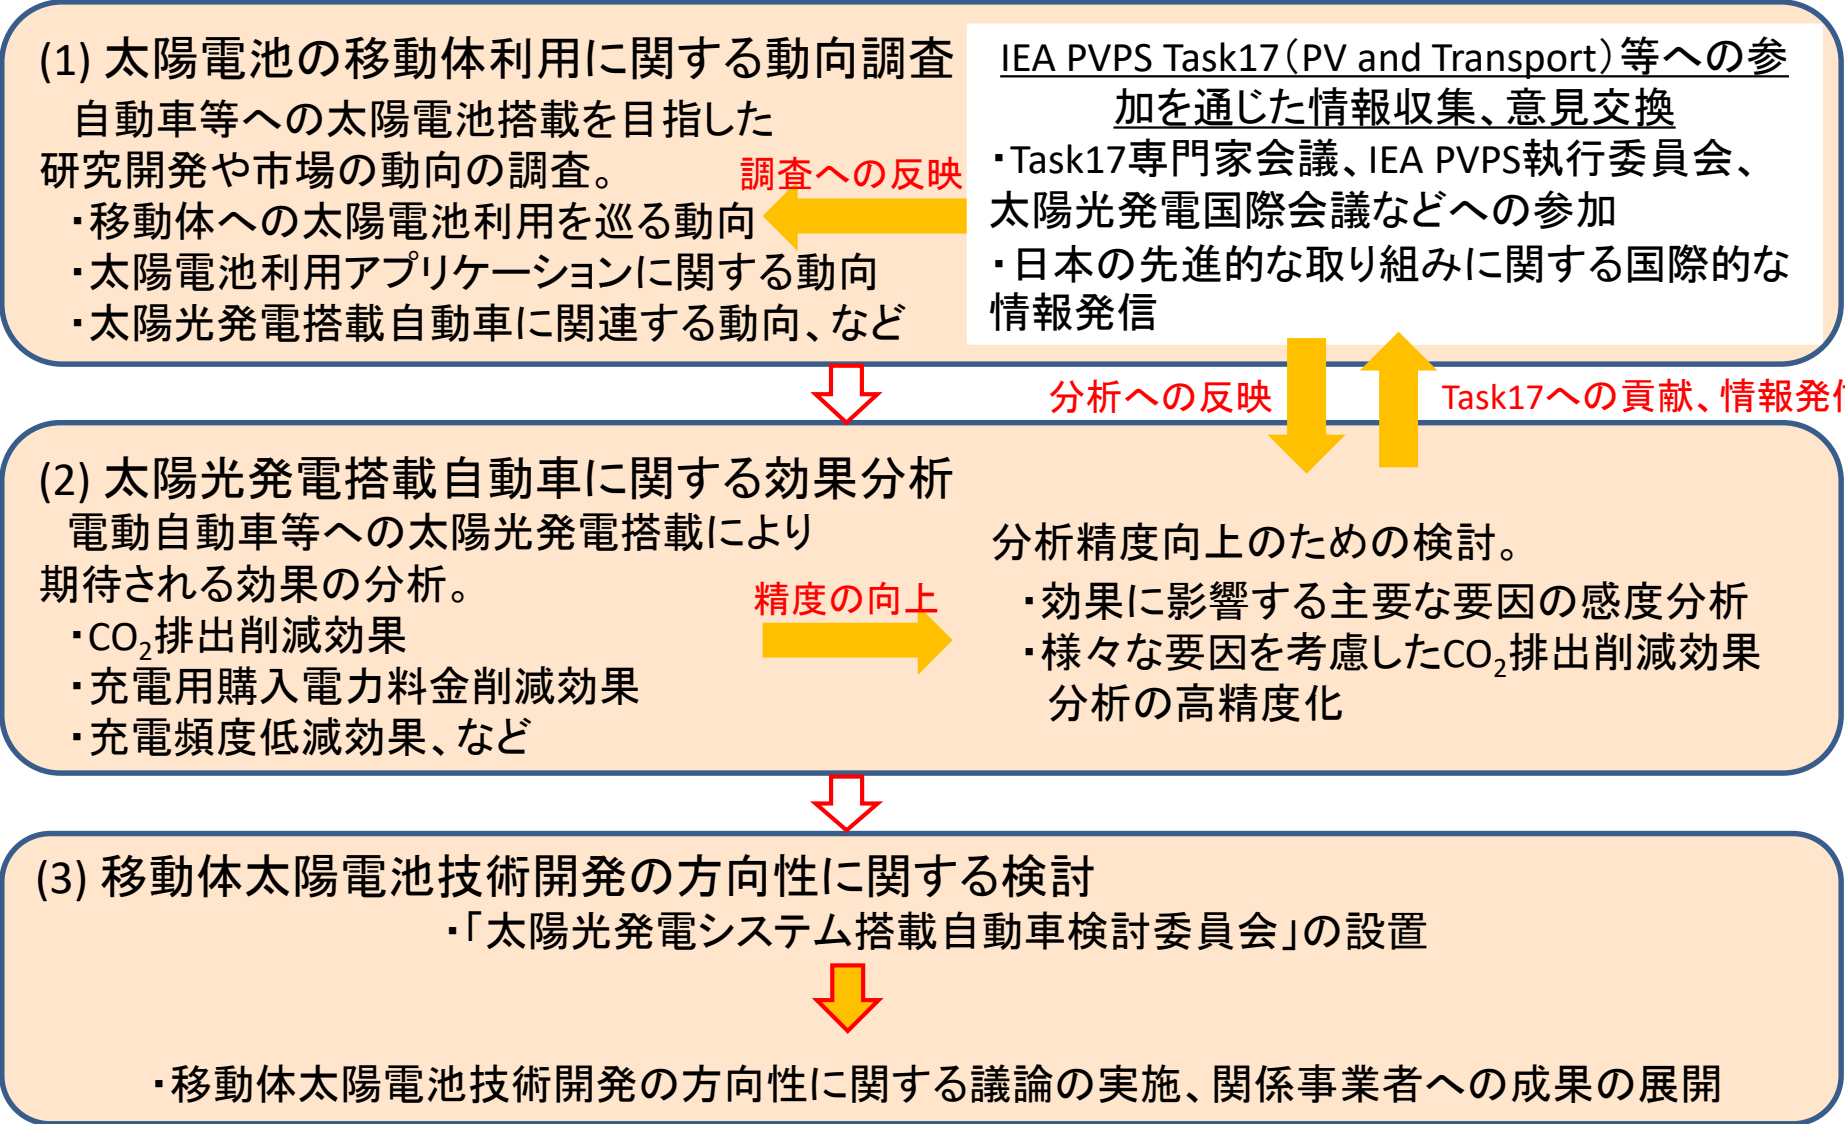 (1) 太陽電池の移動体利用に関する動向調査
自動車等への太陽電池搭載を目指した
研究開発や市場の動向の調査。
・移動体への太陽電池利用を巡る動向
・太陽電池利用アプリケーションに関する動向
・太陽光発電搭載自動車に関連する動向、など
調査への反映
IEA PVPS Task17（PV and Transport）等への参
加を通じた情報収集、意見交換
・Task17専門家会議、IEA PVPS執行委員会、
太陽光発電国際会議などへの参加
・日本の先進的な取り組みに関する国際的な
情報発信
分析への反映
Task17への貢献、情報発
(2) 太陽光発電搭載自動車に関する効果分析
電動自動車等への太陽光発電搭載により
期待される効果の分析。
・CO₂排出削減効果
・充電用購入電力料金削減効果
・充電頻度低減効果、など
精度の向上
分析精度向上のための検討。
・効果に影響する主要な要因の感度分析
・様々な要因を考慮したCO₂排出削減効果
分析の高精度化
(3) 移動体太陽電池技術開発の方向性に関する検討
・「太陽光発電システム搭載自動車検討委員会」の設置
・移動体太陽電池技術開発の方向性に関する議論の実施、関係事業者への成果の展開